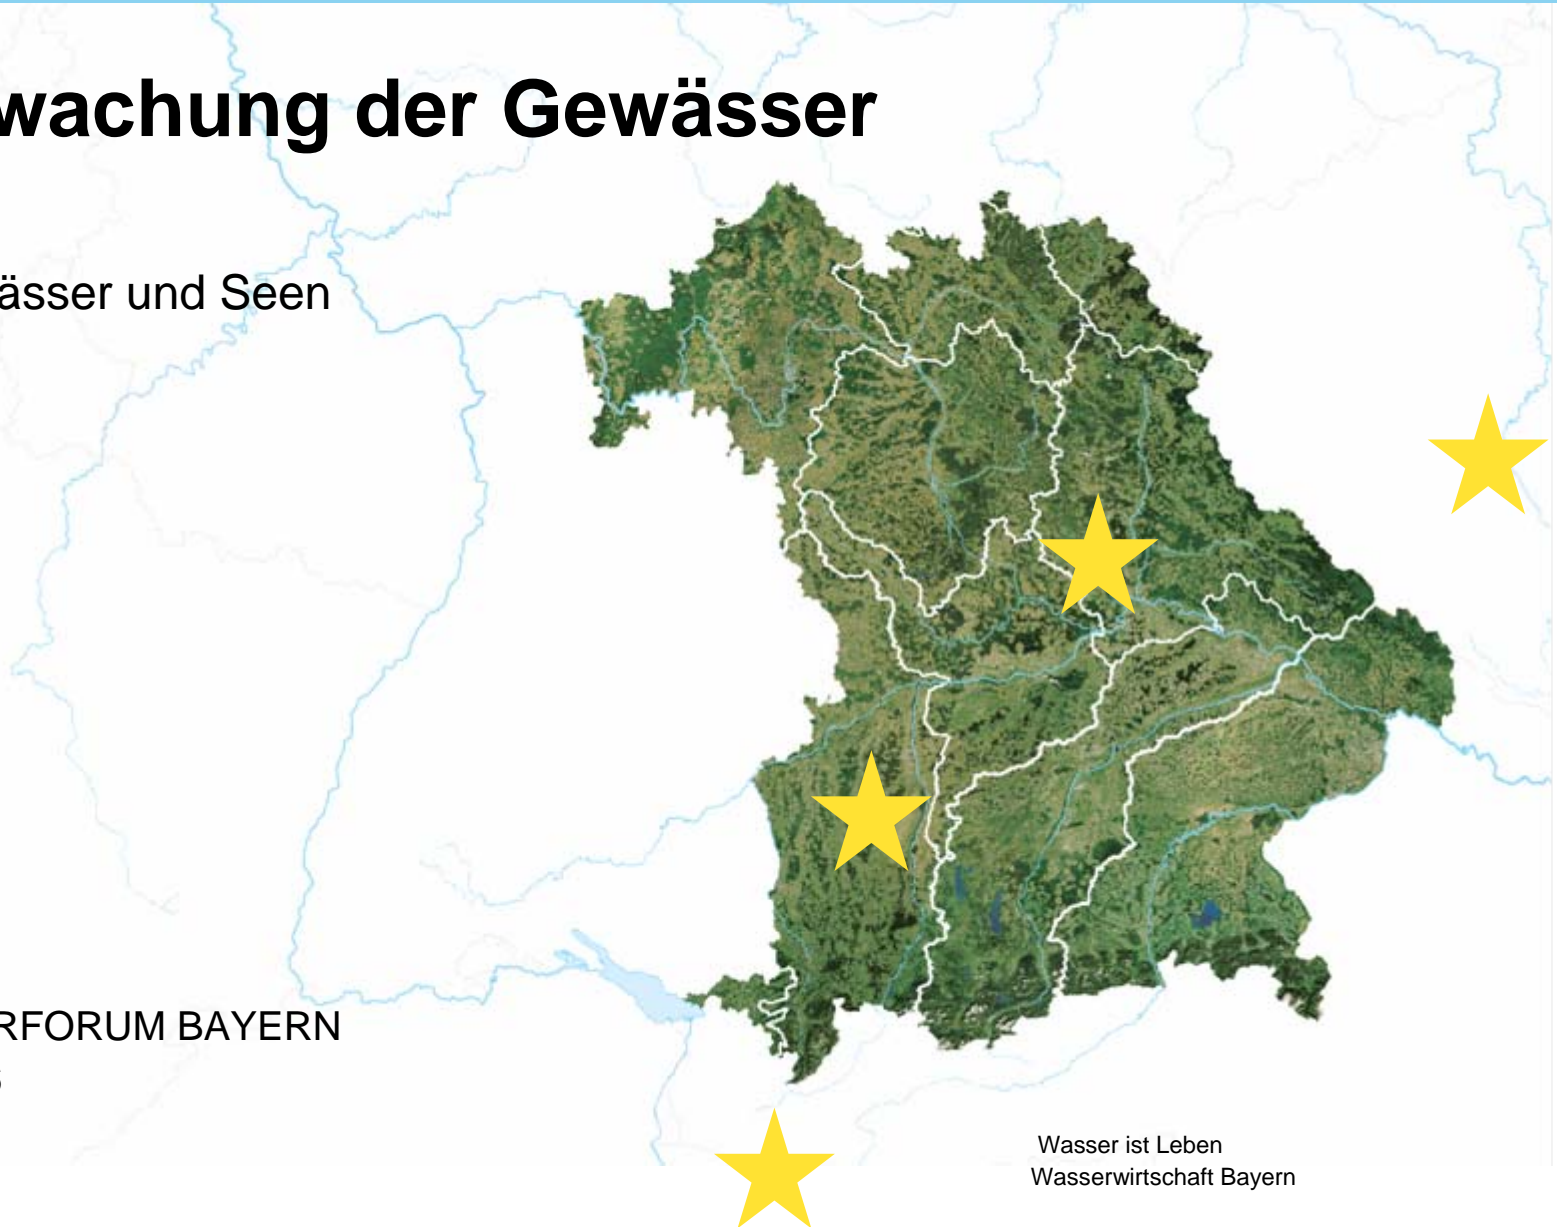 wachung der Gewässer
ässer und Seen
RFORUM BAYERN
Wasser ist Leben
Wasserwirtschaft Bayern